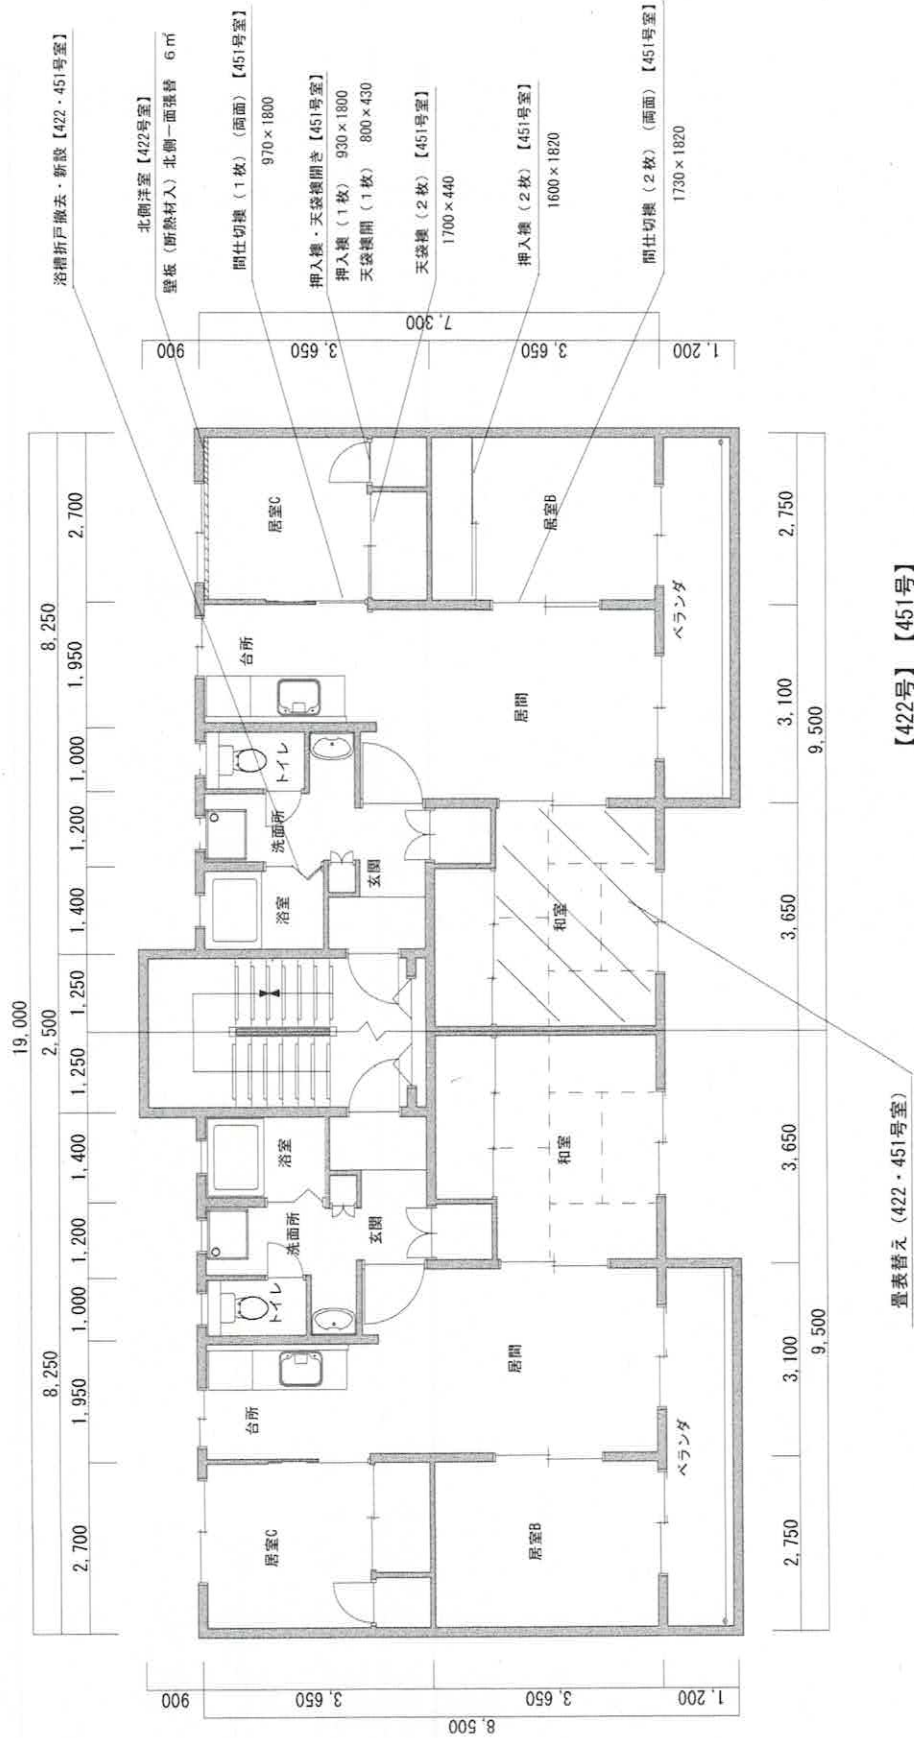 浴槽折戸撤去・新設【422・451号室】
北側洋室【422号室】
壁板（断熱材入）北側一面張替　6㎡
間仕切襖（1枚）（両面）【451号室】
970×1800
押入襖・天袋襖開き【451号室】
押入襖（1枚）　930×1800
天袋襖開（1枚）　800×430
天袋襖（2枚）【451号室】
1700×440
押入襖（2枚）【451号室】
1600×1820
間仕切襖（2枚）（両面）【451号室】
1730×1820
19,000
8,250
2,500
8,250
2,700
1,950
1,000
1,200
1,400
1,250
1,250
1,400
1,200
1,000
1,950
2,700
900
3,650
3,650
1,200
8,500
900
3,650
3,650
1,200
7,300
居室C
台所
トイレ
洗面所
浴室
玄関
居室B
居間
和室
ベランダ
浴室
洗面所
トイレ
玄関
台所
居室C
和室
居間
居室B
ベランダ
2,750
3,100
3,650
3,650
3,100
2,750
9,500
9,500
畳表替え（422・451号室）
【422号】【451号】